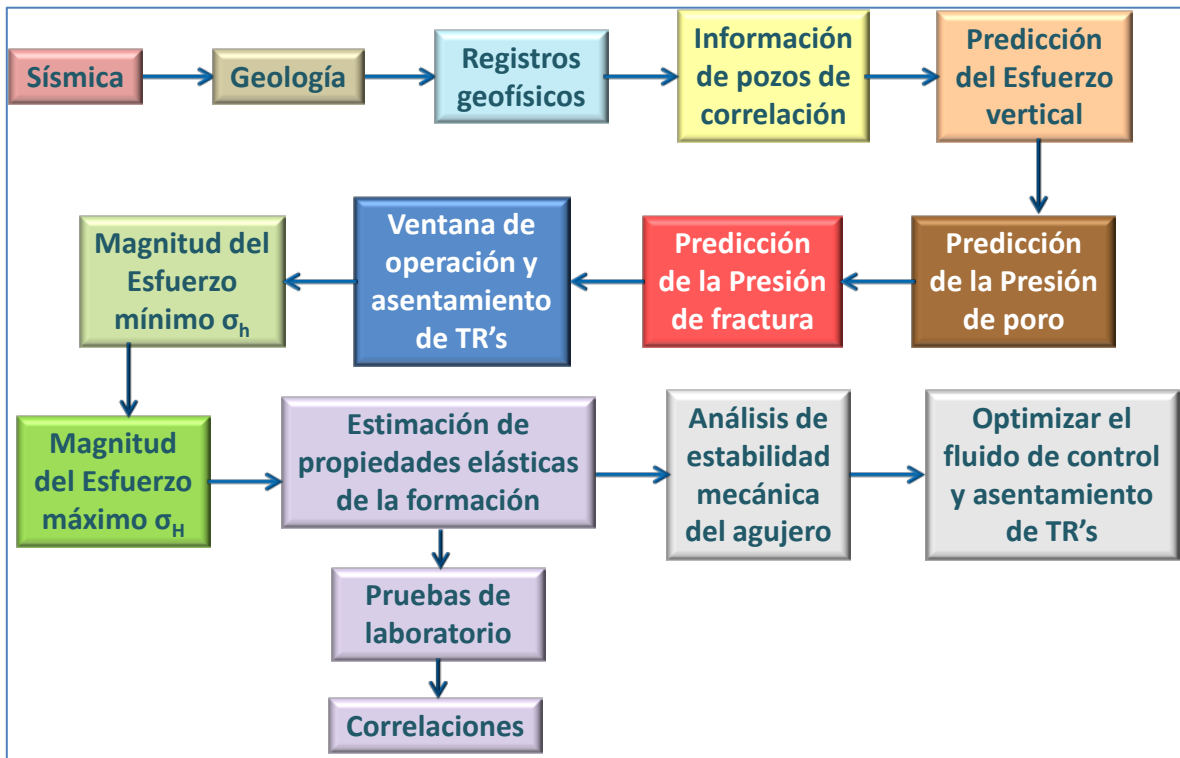 Sísmica
Geología
Registros
geofísicos
Información
de pozos de
correlación
Predicción
del Esfuerzo
vertical
Predicción
de la Presión
de poro
Predicción
de la Presión
de fractura
Ventana de
operación y
asentamiento
de TR’s
Magnitud del
Esfuerzo
mínimo σh
Magnitud
del Esfuerzo
máximo σH
Estimación de
propiedades elásticas
de la formación
Pruebas de
laboratorio
Correlaciones
Análisis de
estabilidad
mecánica
del agujero
Optimizar el
fluido de control
y asentamiento
de TR’s